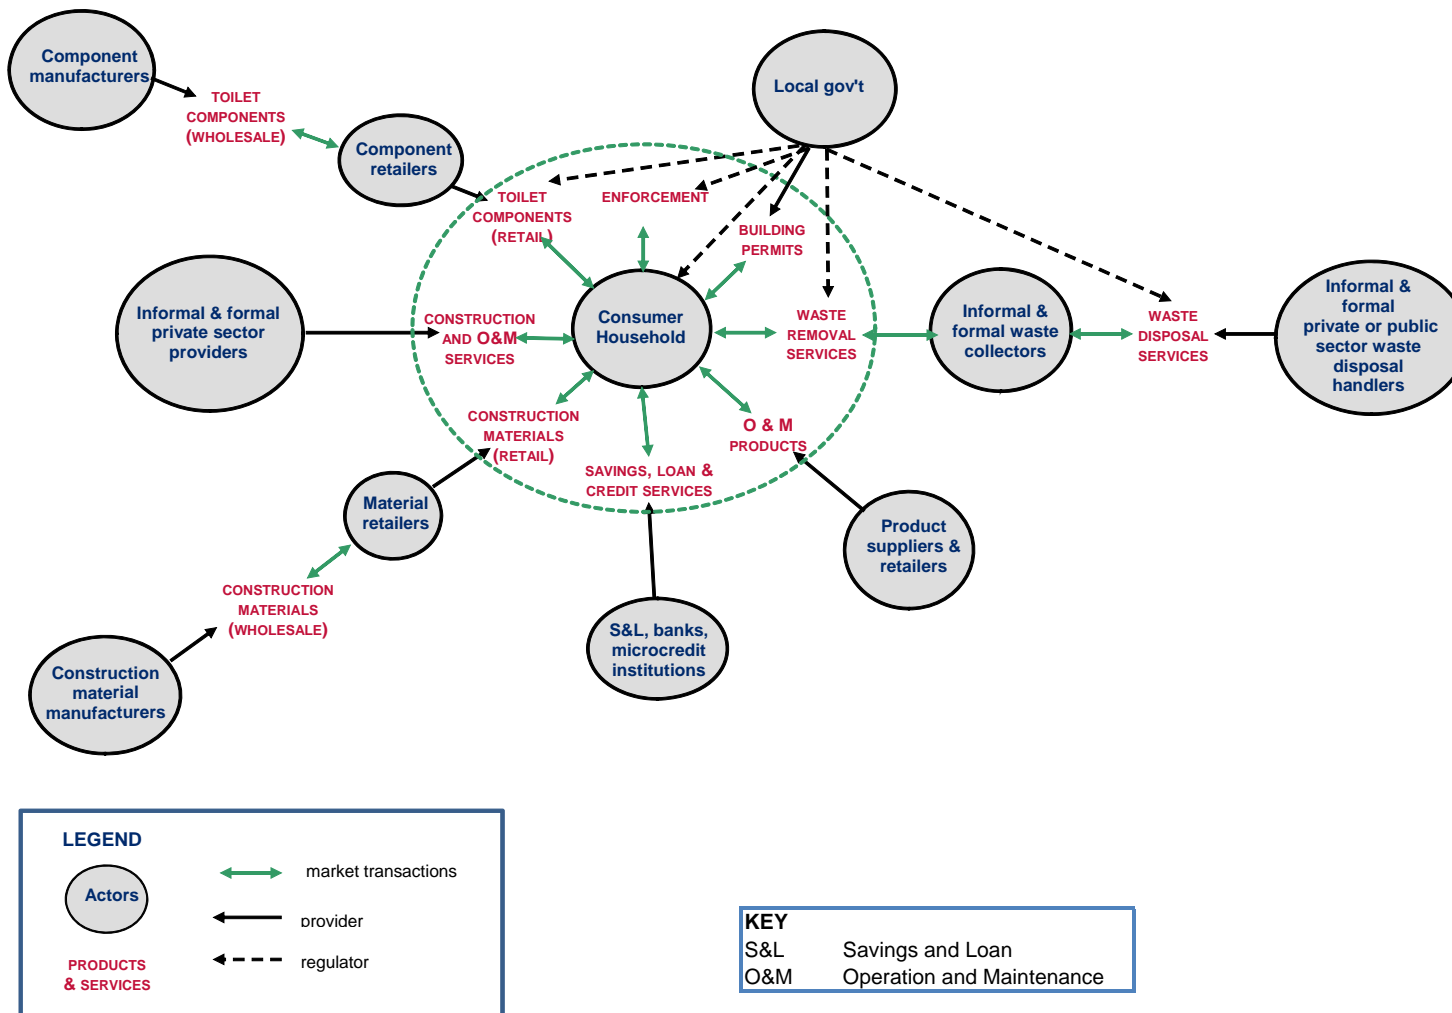 Component
manufacturers
TOILET
COMPONENTS
(WHOLESALE)
Component
retailers
Local gov't
TOILET
COMPONENTS
(RETAIL)
ENFORCEMENT
BUILDING
PERMITS
Informal & formal
private sector
providers
CONSTRUCTION
AND O&M
SERVICES
Consumer
Household
WASTE
REMOVAL
SERVICES
Informal &
formal waste
collectors
WASTE
DISPOSAL
SERVICES
Informal &
formal
private or public
sector waste
disposal
handlers
CONSTRUCTION
MATERIALS
(RETAIL)
O & M
PRODUCTS
SAVINGS, LOAN &
CREDIT SERVICES
Material
retailers
Product
suppliers &
retailers
CONSTRUCTION
MATERIALS
(WHOLESALE)
S&L, banks,
microcredit
institutions
Construction
material
manufacturers
LEGEND
Actors
market transactions
provider
regulator
PRODUCTS
& SERVICES
KEY
S&L Savings and Loan
O&M Operation and Maintenance